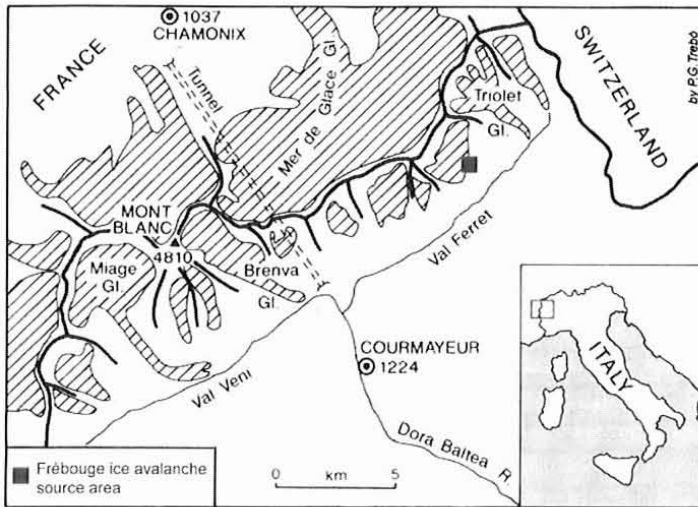 1037
CHAMONIX
FRANCE
Tunnel
Mer de Glace Gl
SWITZERLAND
by P.G.Trebo
Triolet
Gl.
MONT
BLANC
4810
Miage
Gl.
Brenva
Gl.
Val Ferret
Val Veni
COURMAYEUR
1224
Dora Baltea R.
ITALY
Frébouge ice avalanche
source area
0 km 5